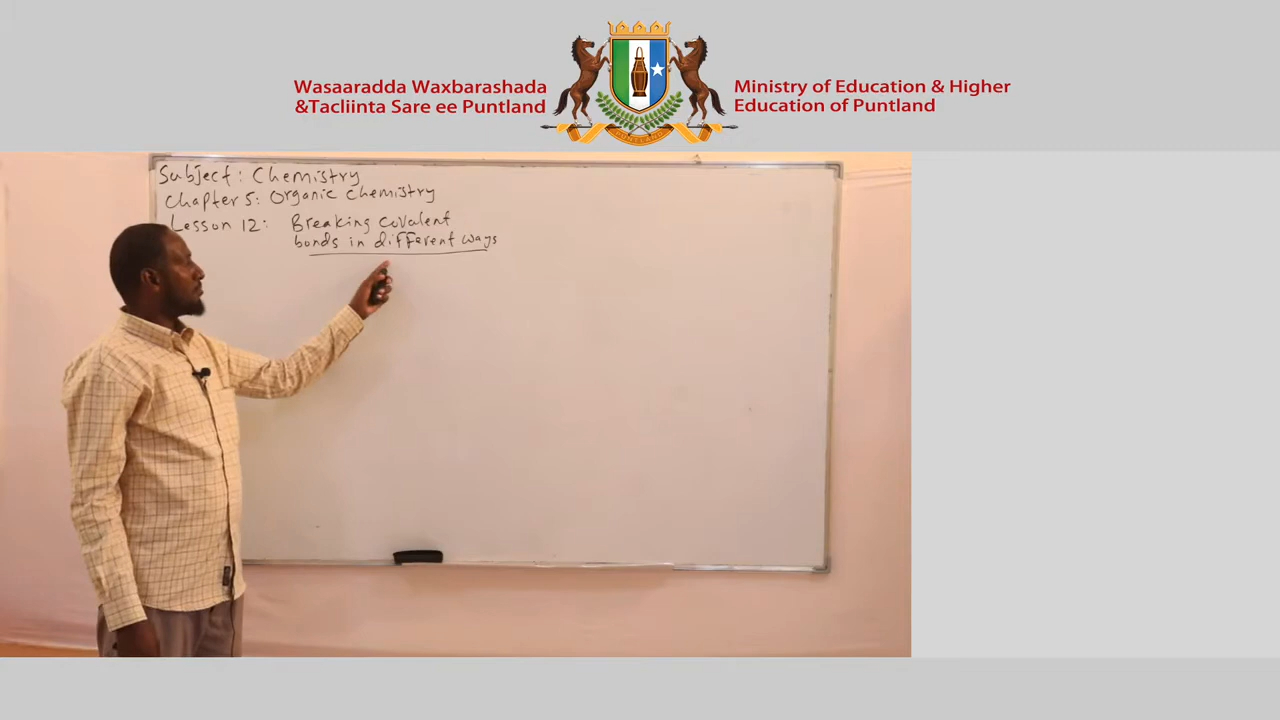 Wasaaradda Waxbarashada
&Tacliinta Sare ee Puntland
Ministry of Education & Higher
Education of Puntland
Subject: Chemistry
Chapter 5: Organic Chemistry
Lesson 12: Breaking Covalent
bonds in different ways